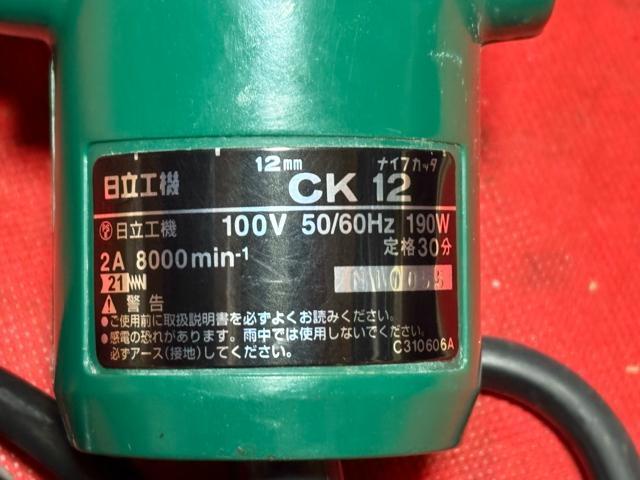 12mm ナイフカッタ
日立工機 CK 12
日立工機 100V 50/60Hz 190W
2A 8000min-1 定格30分
21
警告
●ご使用前に取扱説明書を必ずよくお読みください。
●感電の恐れがあります。雨中では使用しないでください。
必ずアース(接地)してください。
C310606A